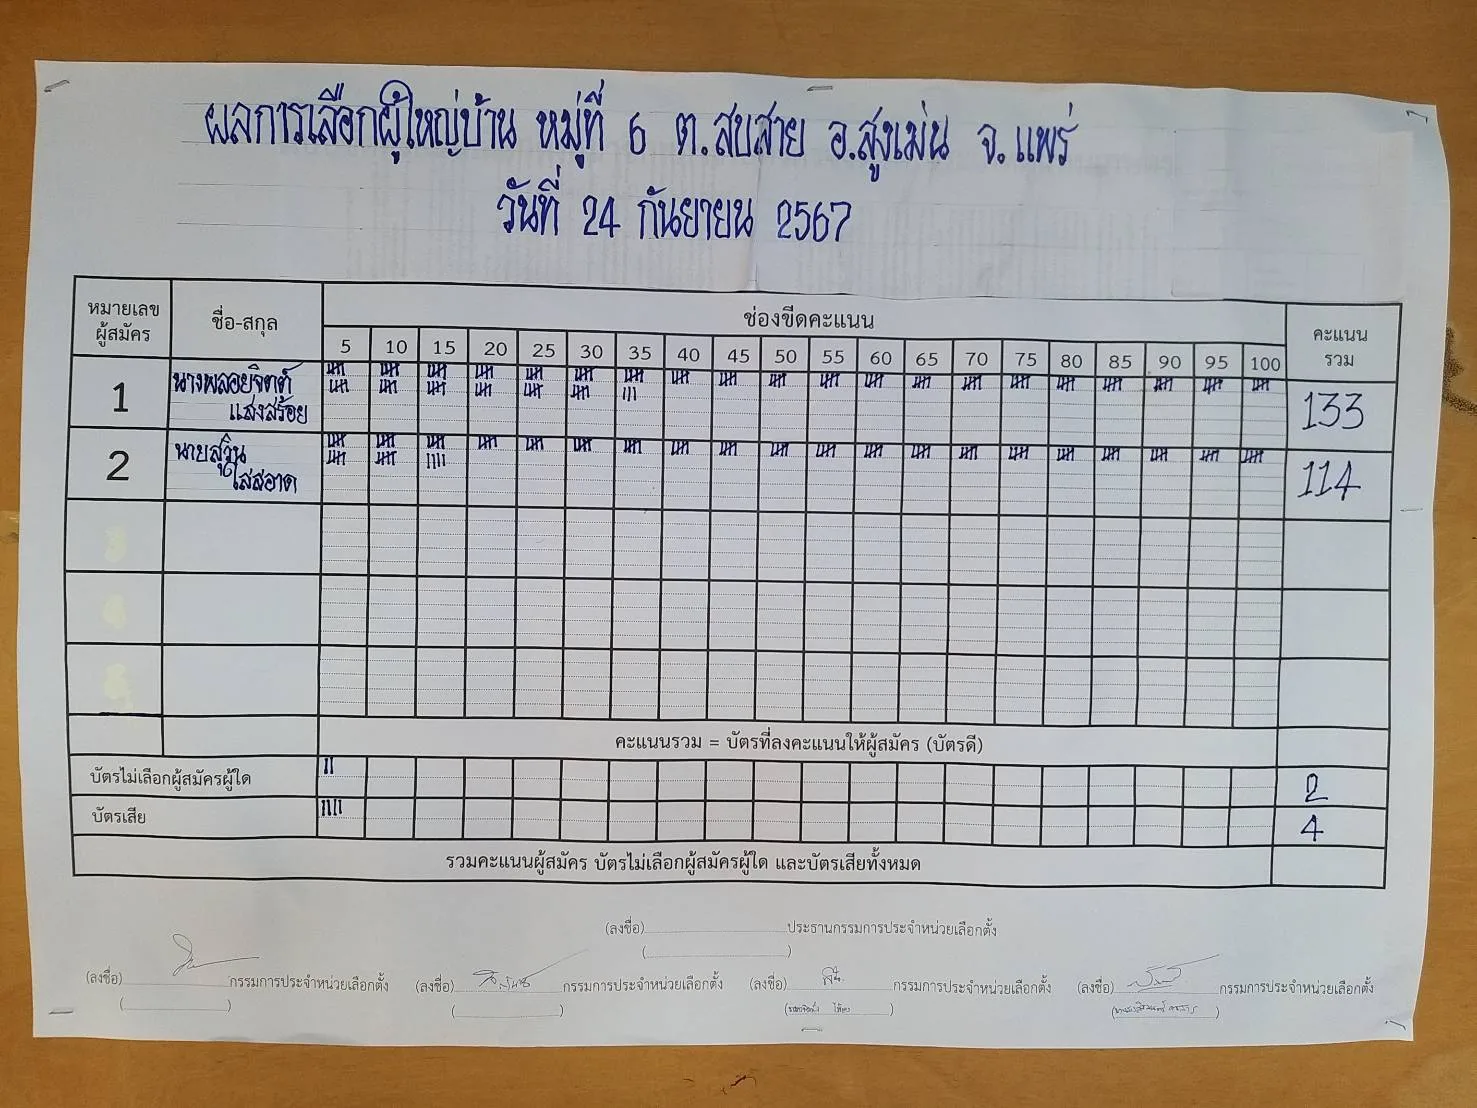 ผลการเลือกผู้ใหญ่บ้าน หมู่ที่ 6 ต.สบสาย อ.สูงเม่น จ.แพร่
วันที่ 24 กันยายน 2567
หมายเลขผู้สมัคร ชื่อ-สกุล ช่องขีดคะแนน คะแนนรวม
5 10 15 20 25 30 35 40 45 50 55 60 65 70 75 80 85 90 95 100
1 นางพลอยจิตต์ แสงสร้อย 133
2 นายสุวิน ใสสอาด 114
3
4
5
คะแนนรวม = บัตรที่ลงคะแนนให้ผู้สมัคร (บัตรดี)
บัตรไม่เลือกผู้สมัครผู้ใด 2
บัตรเสีย 4
รวมคะแนนผู้สมัคร บัตรไม่เลือกผู้สมัครผู้ใด และบัตรเสียทั้งหมด
(ลงชื่อ) ประธานกรรมการประจำหน่วยเลือกตั้ง
(ลงชื่อ) กรรมการประจำหน่วยเลือกตั้ง (ลงชื่อ) กรรมการประจำหน่วยเลือกตั้ง (ลงชื่อ) กรรมการประจำหน่วยเลือกตั้ง (ลงชื่อ) กรรมการประจำหน่วยเลือกตั้ง